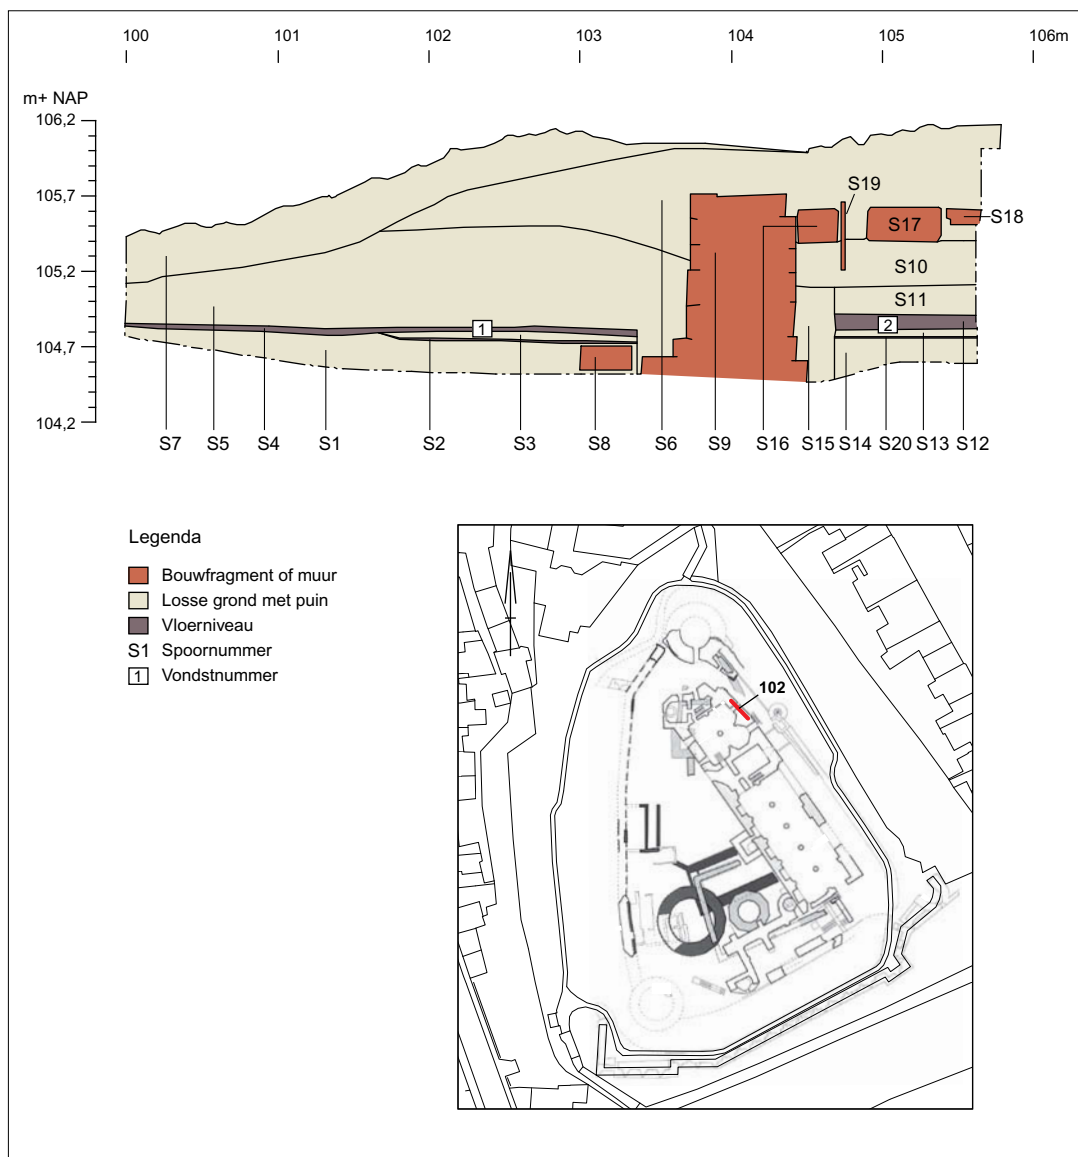 100 101 102 103 104 105 106m
m+ NAP
106,2
105,7
105,2
104,7
104,2
S19
S17
S18
S10
S11
1
2
S7 S5 S4 S1 S2 S3 S8 S6 S9 S16 S15 S14 S20 S13 S12
Legenda
Bouwfragment of muur
Losse grond met puin
Vloerniveau
S1 Spoornummer
1 Vondstnummer
102